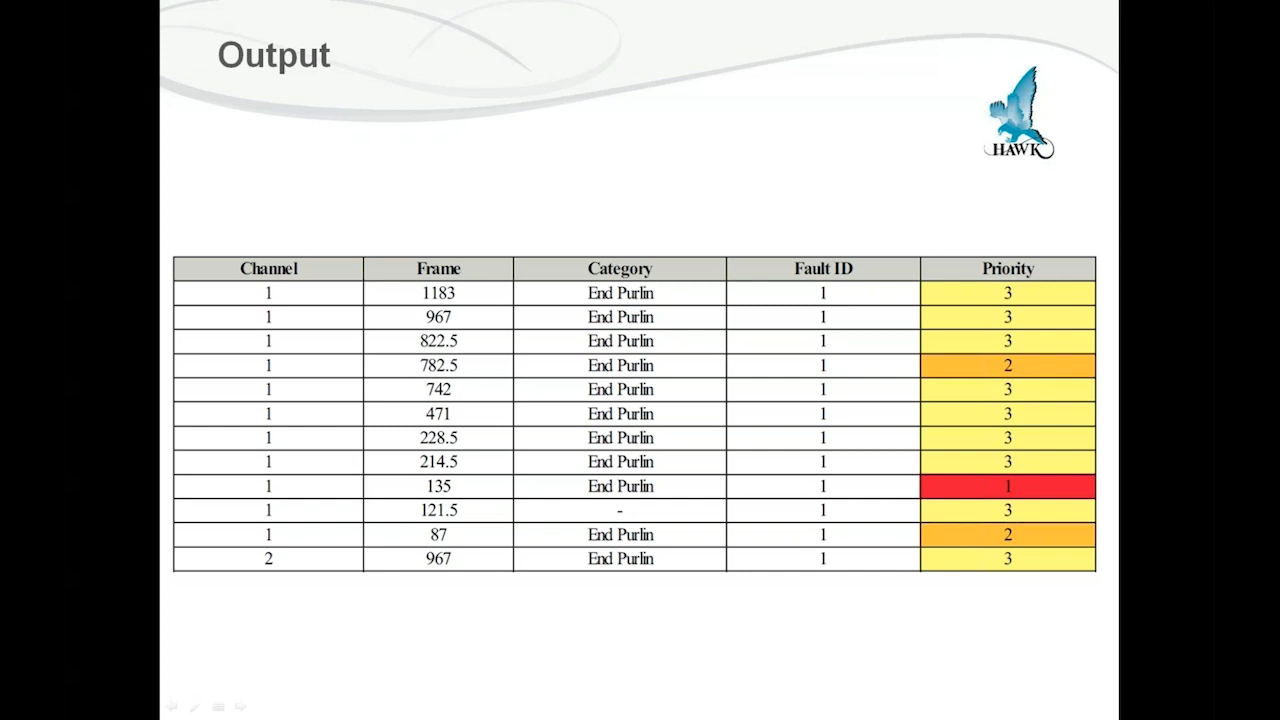 Output
HAWK
Channel Frame Category Fault ID Priority
1 1183 End Purlin 1 3
1 967 End Purlin 1 3
1 822.5 End Purlin 1 3
1 782.5 End Purlin 1 2
1 742 End Purlin 1 3
1 471 End Purlin 1 3
1 228.5 End Purlin 1 3
1 214.5 End Purlin 1 3
1 135 End Purlin 1 1
1 121.5 - 1 3
1 87 End Purlin 1 2
2 967 End Purlin 1 3